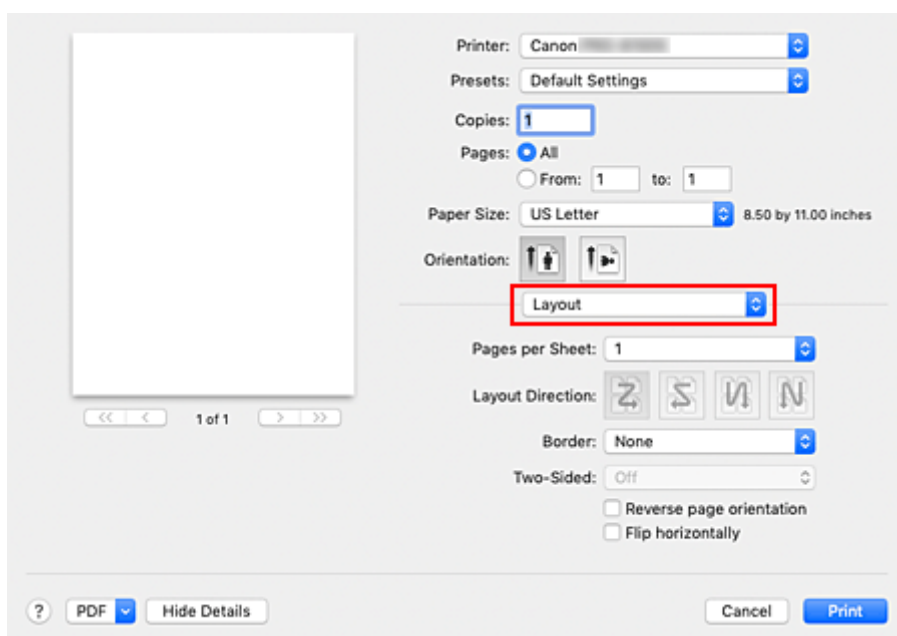 Printer: Canon
Presets: Default Settings
Copies: 1
Pages: All
From: 1 to: 1
Paper Size: US Letter 8.50 by 11.00 inches
Orientation:
Layout
Pages per Sheet: 1
Layout Direction:
1 of 1
Border: None
Two-Sided: Off
Reverse page orientation
Flip horizontally
? PDF Hide Details Cancel Print